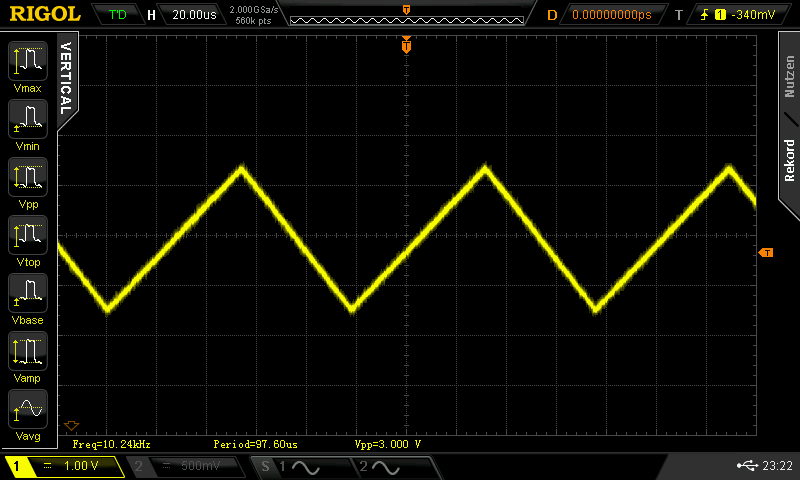 RIGOL T'D H 20.00us 2.000GSa/s 560k pts D 0.00000000ps T 1 -340mV
T
VERTICAL
Vmax
Vmin
Vpp
Vtop
Vbase
Vamp
Vavg
Nutzen
Rekord
T
Freq=10.24kHz Period=97.60us Vpp=3.000 V
1 1.00 V 2 500mV S 1 2 23:22